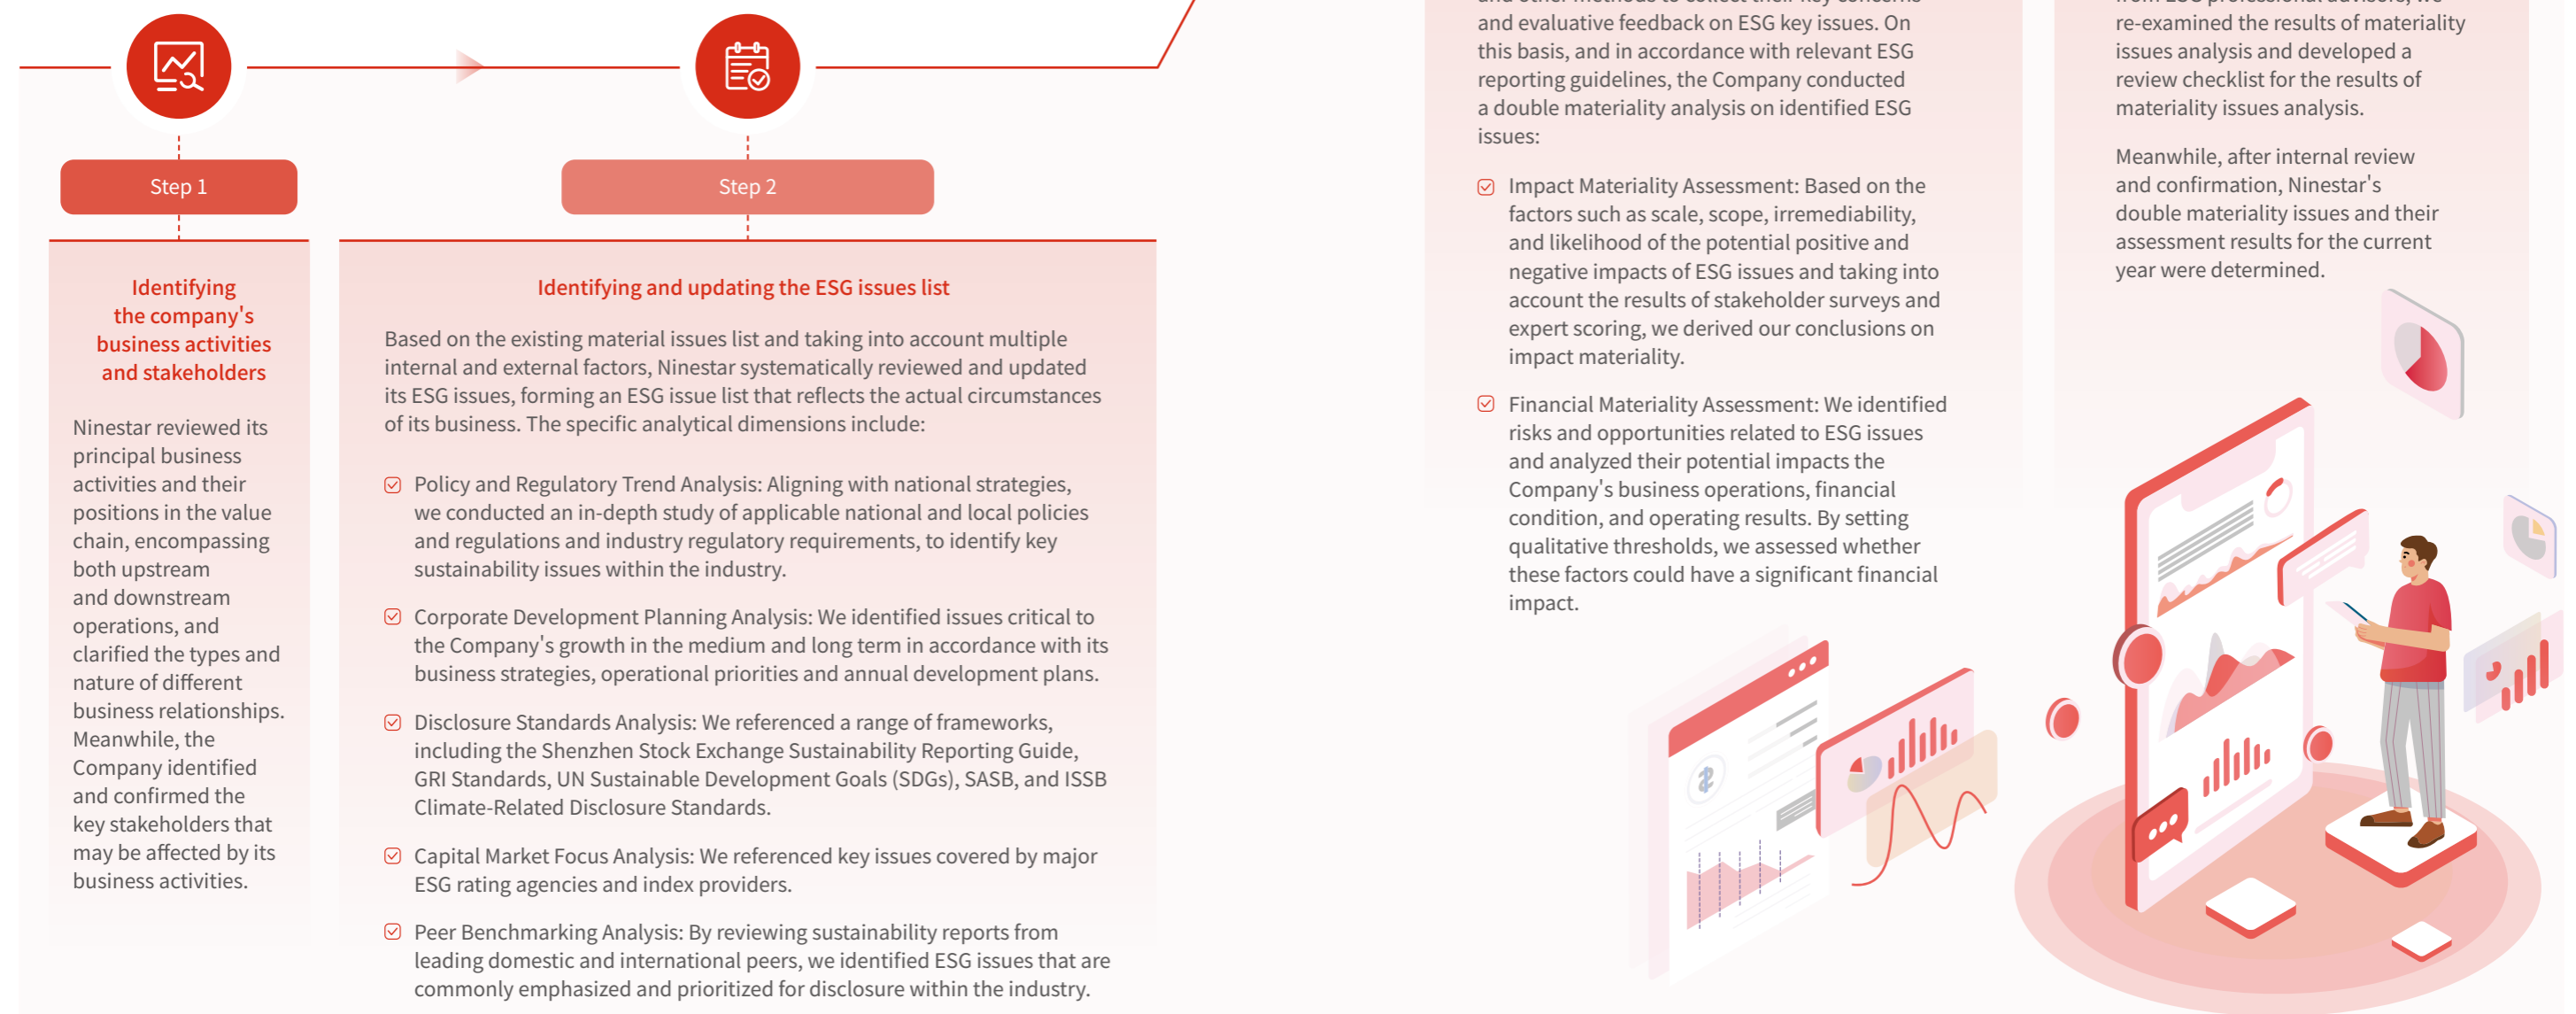 Step 1
Identifying
the company's
business activities
and stakeholders
Ninestar reviewed its
principal business
activities and their
positions in the value
chain, encompassing
both upstream
and downstream
operations, and
clarified the types and
nature of different
business relationships.
Meanwhile, the
Company identified
and confirmed the
key stakeholders that
may be affected by its
business activities.
Step 2
Identifying and updating the ESG issues list
Based on the existing material issues list and taking into account multiple
internal and external factors, Ninestar systematically reviewed and updated
its ESG issues, forming an ESG issue list that reflects the actual circumstances
of its business. The specific analytical dimensions include:
Policy and Regulatory Trend Analysis: Aligning with national strategies,
we conducted an in-depth study of applicable national and local policies
and regulations and industry regulatory requirements, to identify key
sustainability issues within the industry.
Corporate Development Planning Analysis: We identified issues critical to
the Company's growth in the medium and long term in accordance with its
business strategies, operational priorities and annual development plans.
Disclosure Standards Analysis: We referenced a range of frameworks,
including the Shenzhen Stock Exchange Sustainability Reporting Guide,
GRI Standards, UN Sustainable Development Goals (SDGs), SASB, and ISSB
Climate-Related Disclosure Standards.
Capital Market Focus Analysis: We referenced key issues covered by major
ESG rating agencies and index providers.
Peer Benchmarking Analysis: By reviewing sustainability reports from
leading domestic and international peers, we identified ESG issues that are
commonly emphasized and prioritized for disclosure within the industry.
and other methods to collect their key concerns
and evaluative feedback on ESG key issues. On
this basis, and in accordance with relevant ESG
reporting guidelines, the Company conducted
a double materiality analysis on identified ESG
issues:
Impact Materiality Assessment: Based on the
factors such as scale, scope, irremediability,
and likelihood of the potential positive and
negative impacts of ESG issues and taking into
account the results of stakeholder surveys and
expert scoring, we derived our conclusions on
impact materiality.
Financial Materiality Assessment: We identified
risks and opportunities related to ESG issues
and analyzed their potential impacts the
Company's business operations, financial
condition, and operating results. By setting
qualitative thresholds, we assessed whether
these factors could have a significant financial
impact.
from ESG professional advisors, we
re-examined the results of materiality
issues analysis and developed a
review checklist for the results of
materiality issues analysis.
Meanwhile, after internal review
and confirmation, Ninestar's
double materiality issues and their
assessment results for the current
year were determined.